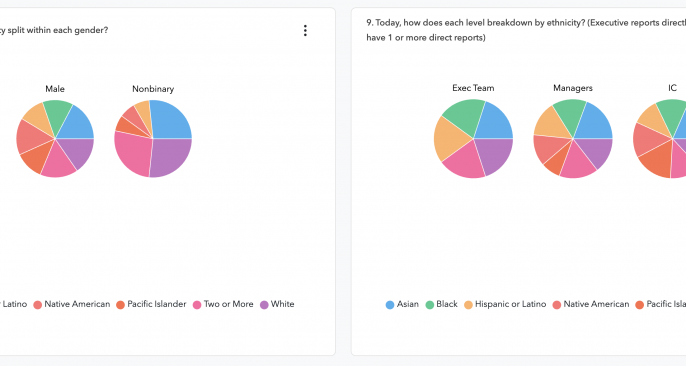 y split within each gender?
Male
Nonbinary
Latino
Native American
Pacific Islander
Two or More
White
9. Today, how does each level breakdown by ethnicity? (Executive reports directl
have 1 or more direct reports)
Exec Team
Managers
IC
Asian
Black
Hispanic or Latino
Native American
Pacific Isla